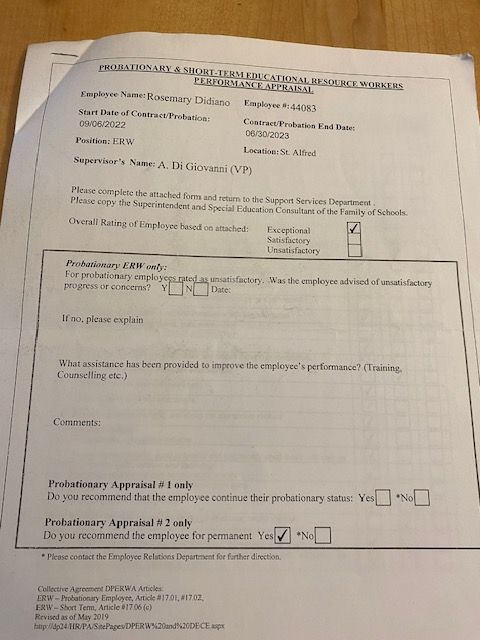 PROBATIONARY & SHORT-TERM EDUCATIONAL RESOURCE WORKERS
PERFORMANCE APPRAISAL
Employee Name: Rosemary Didiano Employee #: 44083
Start Date of Contract/Probation: Contract/Probation End Date:
09/06/2022 06/30/2023
Position: ERW Location: St. Alfred
Supervisor's Name: A. Di Giovanni (VP)
Please complete the attached form and return to the Support Services Department .
Please copy the Superintendent and Special Education Consultant of the Family of Schools.
Overall Rating of Employee based on attached: Exceptional ✓
Satisfactory
Unsatisfactory
Probationary ERW only:
For probationary employees rated as unsatisfactory. Was the employee advised of unsatisfactory
progress or concerns? Y N Date:
If no, please explain
What assistance has been provided to improve the employee's performance? (Training,
Counselling etc.)
Comments:
Probationary Appraisal # 1 only
Do you recommend that the employee continue their probationary status: Yes *No
Probationary Appraisal # 2 only
Do you recommend the employee for permanent Yes ✓ *No
* Please contact the Employee Relations Department for further direction.
Collective Agreement DPERWA Articles:
ERW – Probationary Employee, Article #17.01, #17.02,
ERW – Short Term, Article #17.06 (c)
Revised as of May 2019
http://dp24/HR/PA/SitePages/DPERW%20and%20DECE.aspx